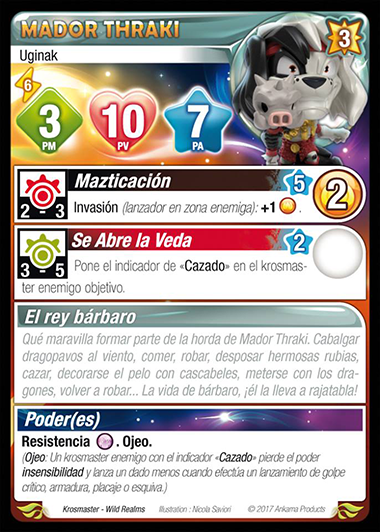 MADOR THRAKI
3
Uginak
6
3
PM
10
PV
7
PA
Mazticación
5
2
2 - 3
Invasión (lanzador en zona enemiga): +1 .
Se Abre la Veda
2
3 - 5
Pone el indicador de «Cazado» en el krosmas-
ter enemigo objetivo.
El rey bárbaro
Qué maravilla formar parte de la horda de Mador Thraki. Cabalgar
dragopavos al viento, comer, robar, desposar hermosas rubias,
cazar, decorarse el pelo con cascabeles, meterse con los dra-
gones, volver a robar... La vida de bárbaro, ¡él la lleva a rajatabla!
Poder(es)
Resistencia . Ojeo.
(Ojeo: Un krosmaster enemigo con el indicador «Cazado» pierde el poder
insensibilidad y lanza un dado menos cuando efectúa un lanzamiento de golpe
crítico, armadura, placaje o esquiva.)
Krosmaster - Wild Realms
Illustration : Nicola Saviori
© 2017 Ankama Products